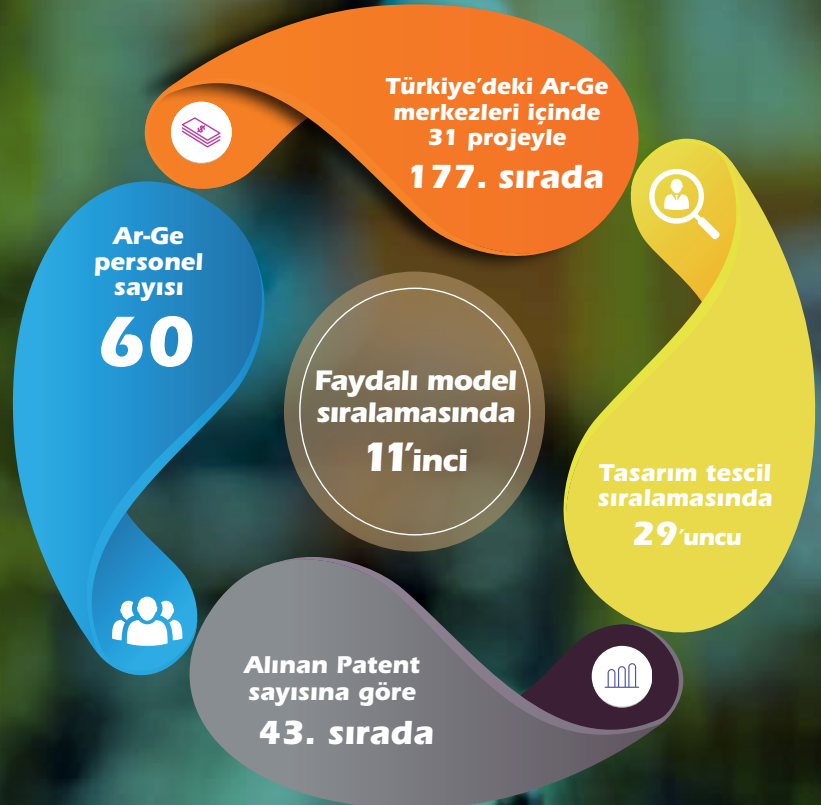 Türkiye'deki Ar-Ge
merkezleri içinde
31 projeyle
177. sırada
Ar-Ge
personel
sayısı
60
Faydalı model
sıralamasında
11'inci
Tasarım tescil
sıralamasında
29'uncu
Alınan Patent
sayısına göre
43. sırada